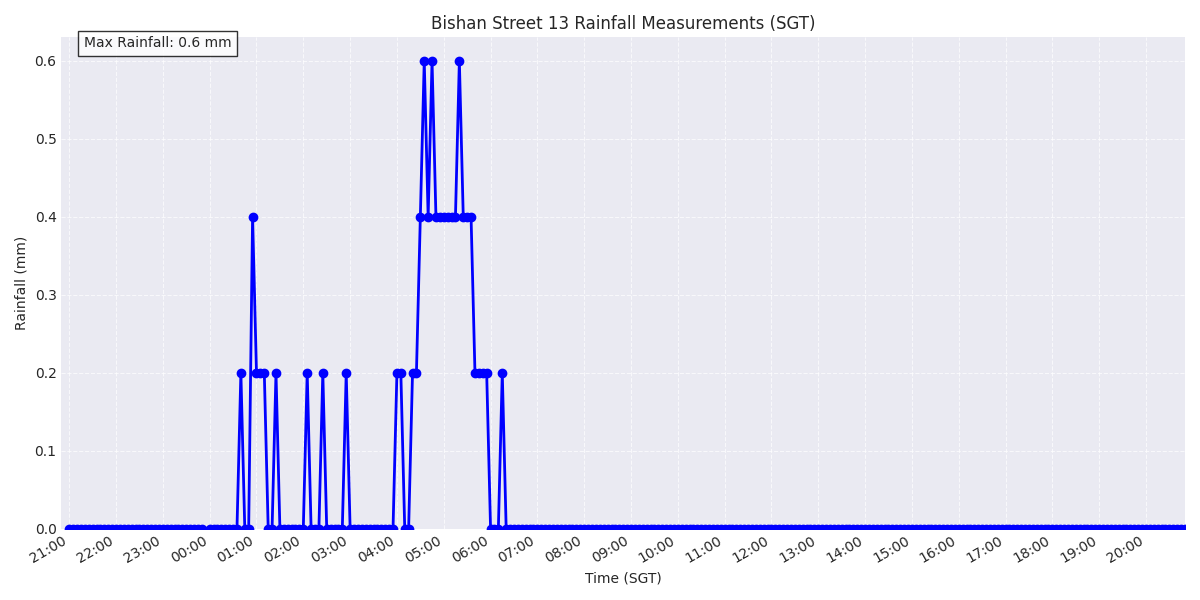 Bishan Street 13 Rainfall Measurements (SGT)
Max Rainfall: 0.6 mm
0.6
0.5
0.4
0.3
0.2
0.1
0.0
Rainfall (mm)
21:00 22:00 23:00 00:00 01:00 02:00 03:00 04:00 05:00 06:00 07:00 08:00 09:00 10:00 11:00 12:00 13:00 14:00 15:00 16:00 17:00 18:00 19:00 20:00
Time (SGT)